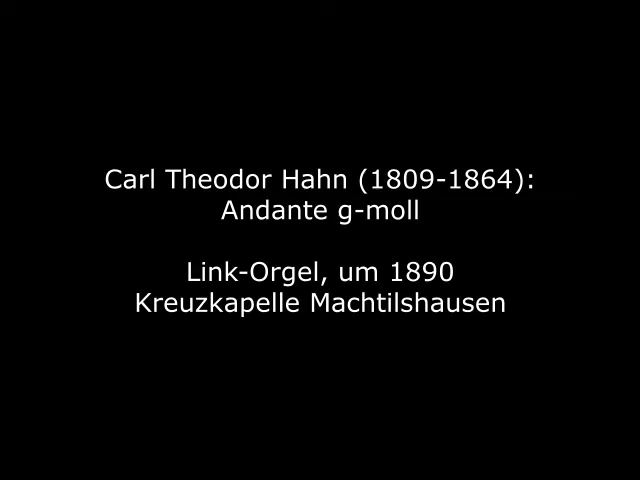 Carl Theodor Hahn (1809-1864):
Andante g-moll
Link-Orgel, um 1890
Kreuzkapelle Machtilshausen